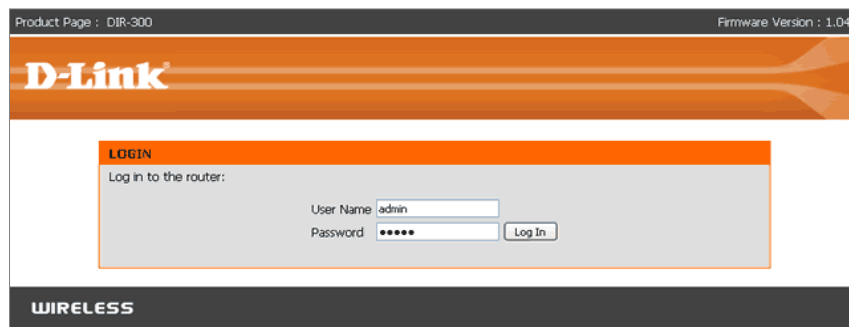 Product Page : DIR-300 Firmware Version : 1.04
D-Link
LOGIN
Log in to the router:
User Name admin
Password ••••• Log In
WIRELESS